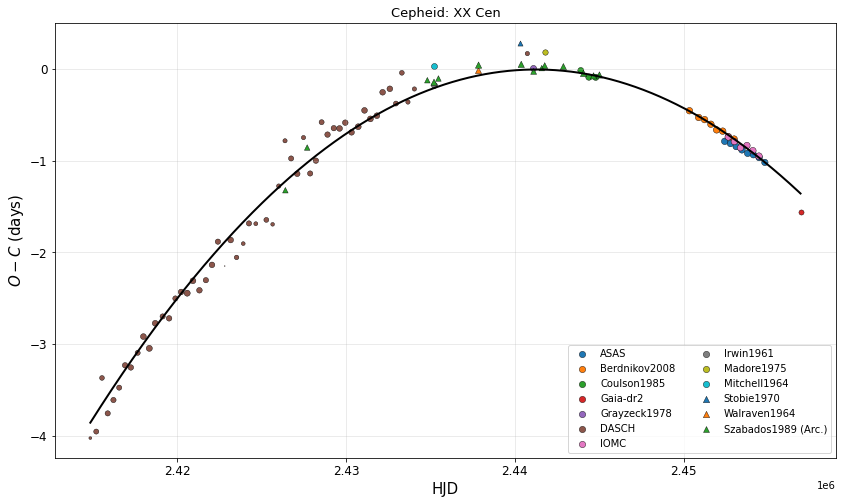 Cepheid: XX Cen
O − C (days)
0
−1
−2
−3
−4
2.42 2.43 2.44 2.45
1e6
HJD
ASAS Irwin1961
Berdnikov2008 Madore1975
Coulson1985 Mitchell1964
Gaia-dr2 Stobie1970
Grayzeck1978 Walraven1964
DASCH Szabados1989 (Arc.)
IOMC